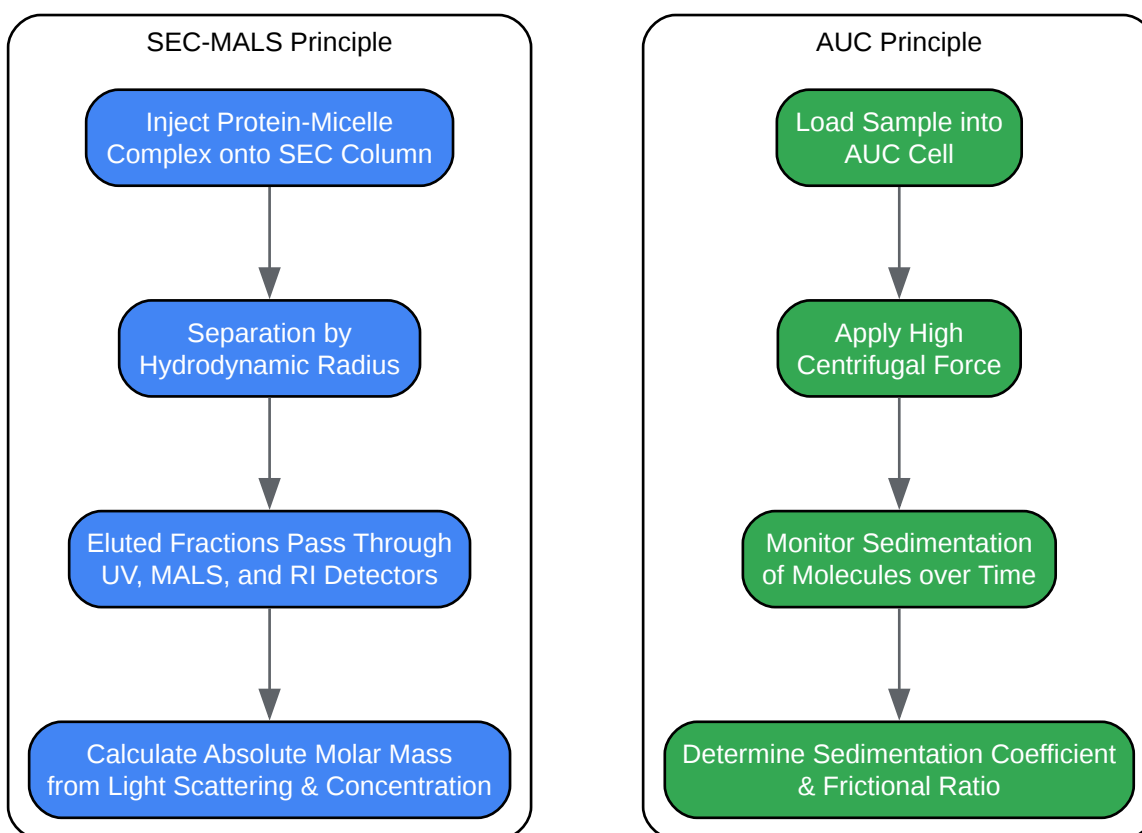 SEC-MALS Principle
Inject Protein-Micelle
Complex onto SEC Column
Separation by
Hydrodynamic Radius
Eluted Fractions Pass Through
UV, MALS, and RI Detectors
Calculate Absolute Molar Mass
from Light Scattering & Concentration
AUC Principle
Load Sample into
AUC Cell
Apply High
Centrifugal Force
Monitor Sedimentation
of Molecules over Time
Determine Sedimentation Coefficient
& Frictional Ratio